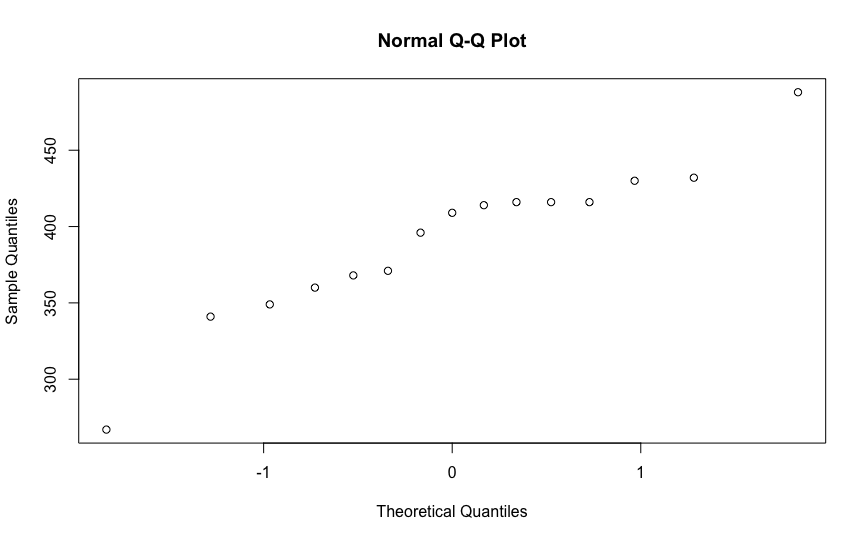 Normal Q-Q Plot
Sample Quantiles
450
400
350
300
-1 0 1
Theoretical Quantiles